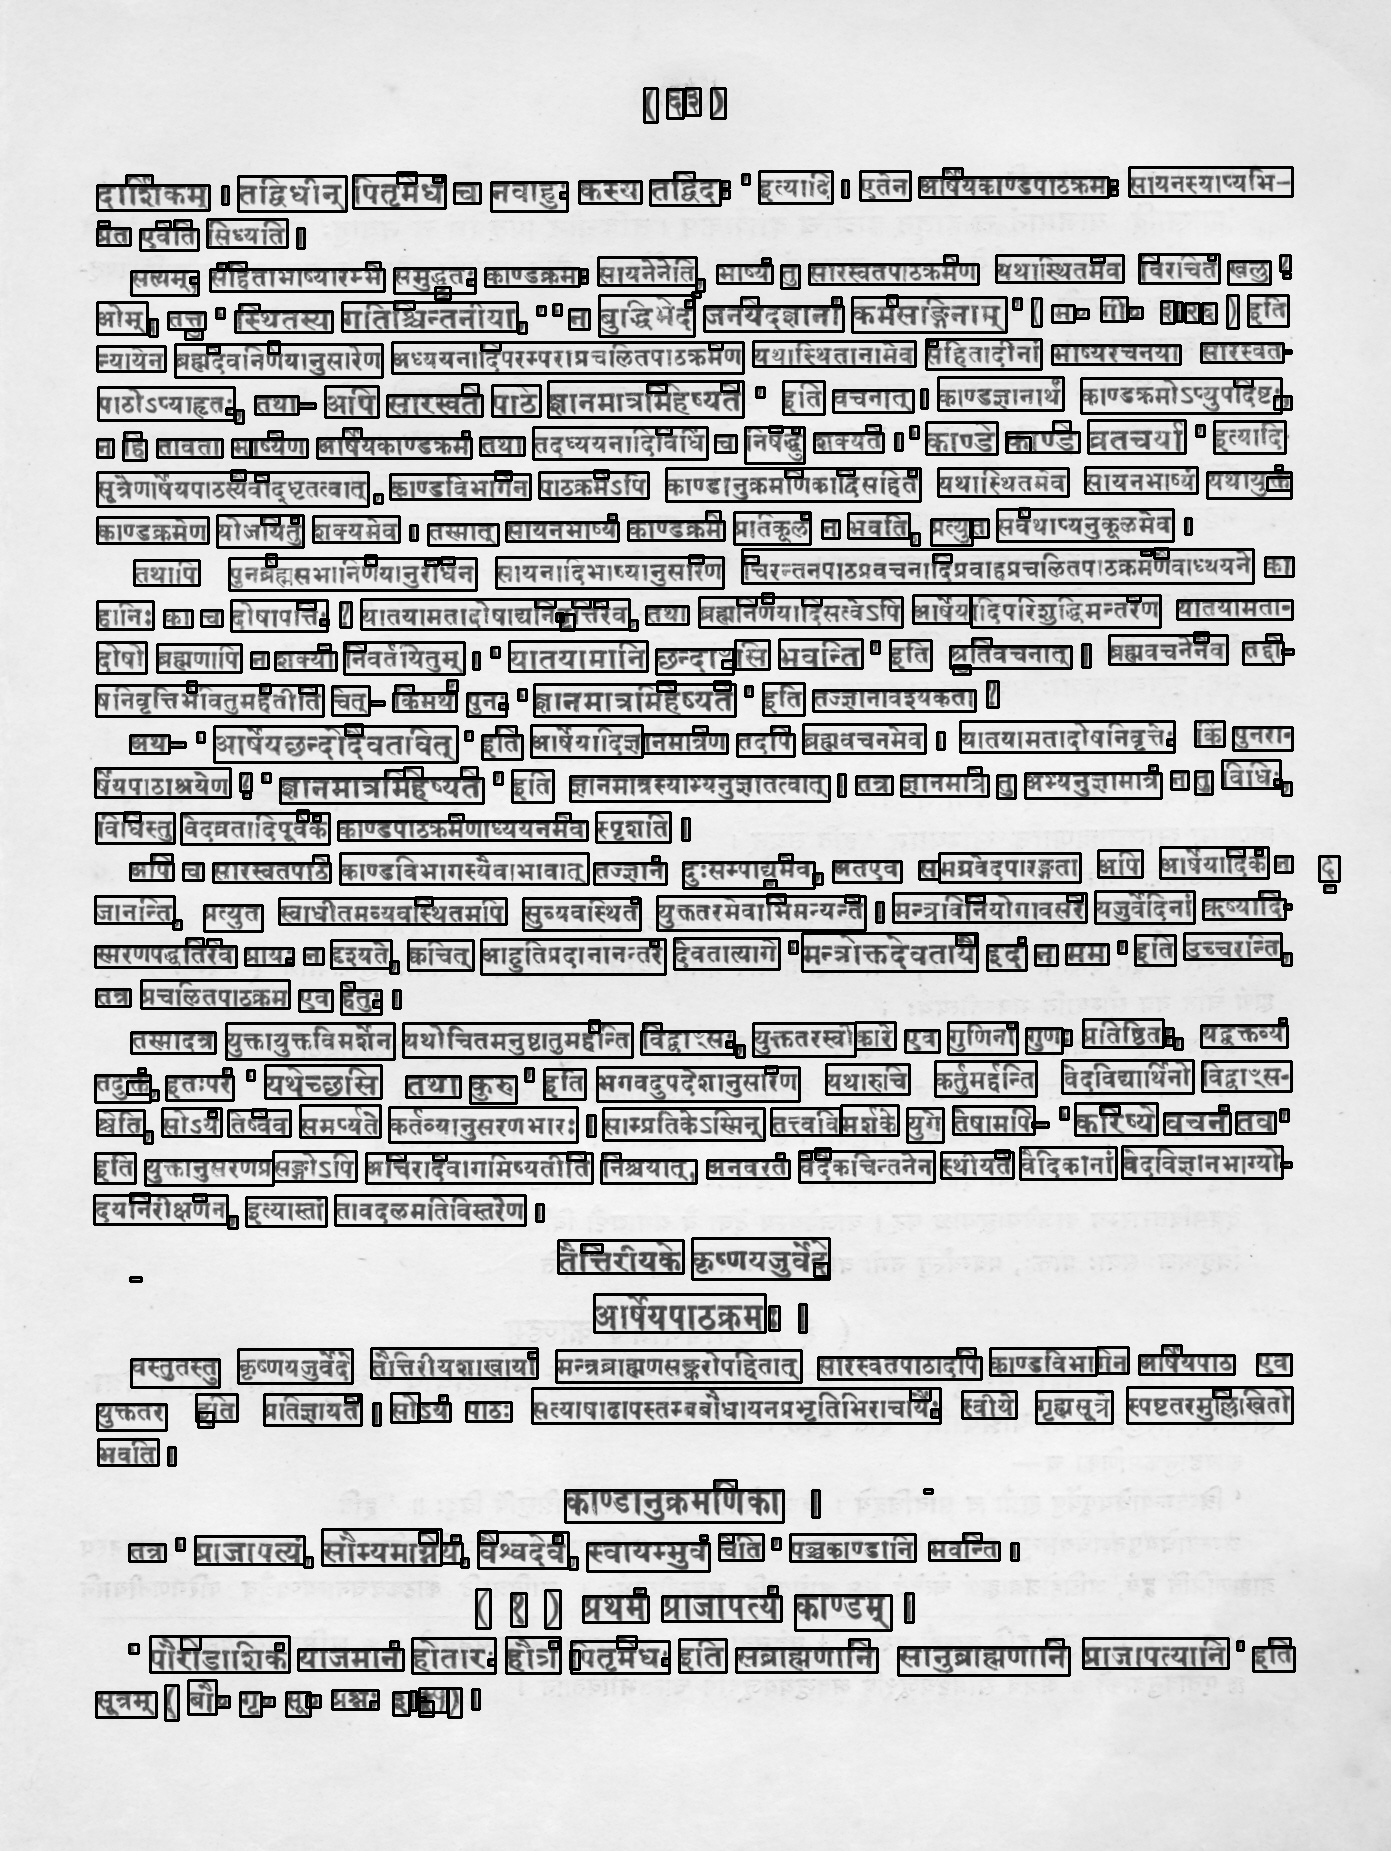 ( ६३ )
दार्शिकम् । तद्विधीन् पितृमेधं च नवाहुः कस्य तद्विदः ' इत्यादि । एतेन आर्षेयकाण्डपाठक्रमः सायनस्याप्यभि-
प्रेत एवेति सिध्यति ।
सत्यम्, संहिताभाष्यारम्भे समुद्धृतः काण्डक्रमः सायनेनेति, भाष्यं तु सारस्वतपाठक्रमेण यथास्थितमेव विरचितं खलु !
ओम्, तत्तु ' स्थितस्य गतिश्चिन्तनीया, ' ' न बुद्धिभेदं जनयेदज्ञानां कर्मसङ्गिनाम् ' ( भ० गी० ३।२६ ) इति
न्यायेन ब्रह्मदेवनिर्णयानुसारेण अध्ययनादिपरम्पराप्रचलितपाठक्रमेण यथास्थितानामेव संहितादीनां भाष्यरचनया सारस्वत-
पाठोऽप्यादृतः, तथा— अपि सारस्वते पाठे ज्ञानमात्रमिहेष्यते ' इति वचनात् । काण्डज्ञानार्थं काण्डक्रमोऽप्युपदिष्टः,
न हि तावता भाष्येण आर्षेयकाण्डक्रमं तथा तदध्ययनादिविधिं च निषेद्धुं शक्यते । ' काण्डे काण्डे व्रतचर्या ' इत्यादि
सूत्रेणार्षेयपाठस्यैवोद्धृतत्वात्, काण्डविभागेन पाठक्रमेऽपि काण्डानुक्रमणिकादिसहिते यथास्थितमेव सायनभाष्यं यथायुक्तं
काण्डक्रमेण योजयितुं शक्यमेव । तस्मात् सायनभाष्यं काण्डक्रमे प्रतिकूलं न भवति, प्रत्युत सर्वथाप्यनुकूलमेव ।
तथापि पुनर्ब्रह्मसभानिर्णयानुरोधेन सायनादिभाष्यानुसारेण चिरन्तनपाठप्रवचनादिप्रवाहप्रचलितपाठक्रमेणैवाध्ययने का
हानिः का च दोषापत्तिः ! यातयामतादोषाद्यनिवृत्तिरेव, तथा ब्रह्मनिर्णयादिसत्वेऽपि आर्षेयादिपरिशुद्धिमन्तरेण यातयामता-
दोषो ब्रह्मणापि न शक्यो निवर्तयितुम् । ' यातयामानि छन्दाꣳसि भवन्ति ' इति श्रुतिवचनात् । ब्रह्मवचनेनैव तद्दो-
षनिवृत्तिर्भवितुमर्हतीति चेत्— किमर्थं पुनः ' ज्ञानमात्रमिहेष्यते ' इति तज्ज्ञानावश्यकता !
अथ— ' आर्षेयछन्दोदैवतावित् ' इति आर्षेयादिज्ञानमात्रेण तदपि ब्रह्मवचनमेव । यातयामतादोषनिवृत्तेः किं पुनरा-
र्षेयपाठाश्रयेण ! ' ज्ञानमात्रमिहेष्यते ' इति ज्ञानमात्रस्याभ्यनुज्ञातत्वात् । तत्र ज्ञानमात्रे तु अभ्यनुज्ञामात्रं न तु विधिः,
विधिस्तु वेदव्रतादिपूर्वकं काण्डपाठक्रमेणाध्ययनमेव स्पृशति ।
अपि च सारस्वतपाठे काण्डविभागस्यैवाभावात् तज्ज्ञानं दुःसम्पाद्यमेव, अतएव समग्रवेदपारङ्गता अपि आर्षेयादिकं न
जानन्ति, प्रत्युत स्वाधीतमव्यवस्थितमपि सुव्यवस्थितं युक्ततरमेवाभिमन्यन्ते । मन्त्रविनियोगावसरे यजुर्वेदिनां ऋष्यादि-
स्मरणपद्धतिरेव प्रायः न दृश्यते, क्वचित् आहुतिप्रदानानन्तरं देवतात्यागे ' मन्त्रोक्तदेवतायै इदं न मम ' इति उच्चरन्ति,
तत्र प्रचलितपाठक्रम एव हेतुः ।
तस्मादत्र युक्तायुक्तविमर्शेन यथोचितमनुष्ठातुमर्हन्ति विद्वाꣳसः, युक्ततरस्वीकारे एव गुणिनां गुणः प्रतिष्ठितः, यद्वक्तव्यं
तदुक्तं, इतःपरं ' यथेच्छसि तथा कुरु ' इति भगवदुपदेशानुसारेण यथारुचि कर्तुमर्हन्ति वेदविद्यार्थिनो विद्वाꣳस-
श्चेति, सोऽयं तेष्वेव समर्प्यते कर्तव्यानुसरणभारः । साम्प्रतिकेऽस्मिन् तत्त्वविमर्शके युगे तेषामपि— ' करिष्ये वचनं तव '
इति युक्तानुसरणप्रसङ्गोऽपि अचिरादेवागमिष्यतीति निश्चयात्, अनवरतं वेदैकचिन्तनेन स्थीयते वैदिकानां वेदविज्ञानभाग्यो-
दयनिरीक्षणेन, इत्यास्तां तावदलमतिविस्तरेण ।
तैत्तिरीयके कृष्णयजुर्वेदे
आर्षेयपाठक्रमः ।
वस्तुतस्तु कृष्णयजुर्वेदे तैत्तिरीयशाखायां मन्त्रब्राह्मणसङ्करोपहितात् सारस्वतपाठादपि काण्डविभागेन आर्षेयपाठ एव
युक्ततर इति प्रतिज्ञायते । सोऽयं पाठः सत्याषाढापस्तम्बबौधायनप्रभृतिभिराचार्यैः स्वीये गृह्यसूत्रे स्पष्टतरमुल्लिखितो
भवति ।
काण्डानुक्रमणिका ।
तत्र ' प्राजापत्यं, सौम्यमाग्नेयं, वैश्वदेवं, स्वायम्भुवं चेति ' पञ्चकाण्डानि भवन्ति ।
( १ ) प्रथमं प्राजापत्यं काण्डम् ।
' पौरोडाशिकं याजमानं होतारः हौत्रं पितृमेधः इति सब्राह्मणानि सानुब्राह्मणानि प्राजापत्यानि ' इति
सूत्रम् ( बौ० गृ० सू० प्रश्नः )।